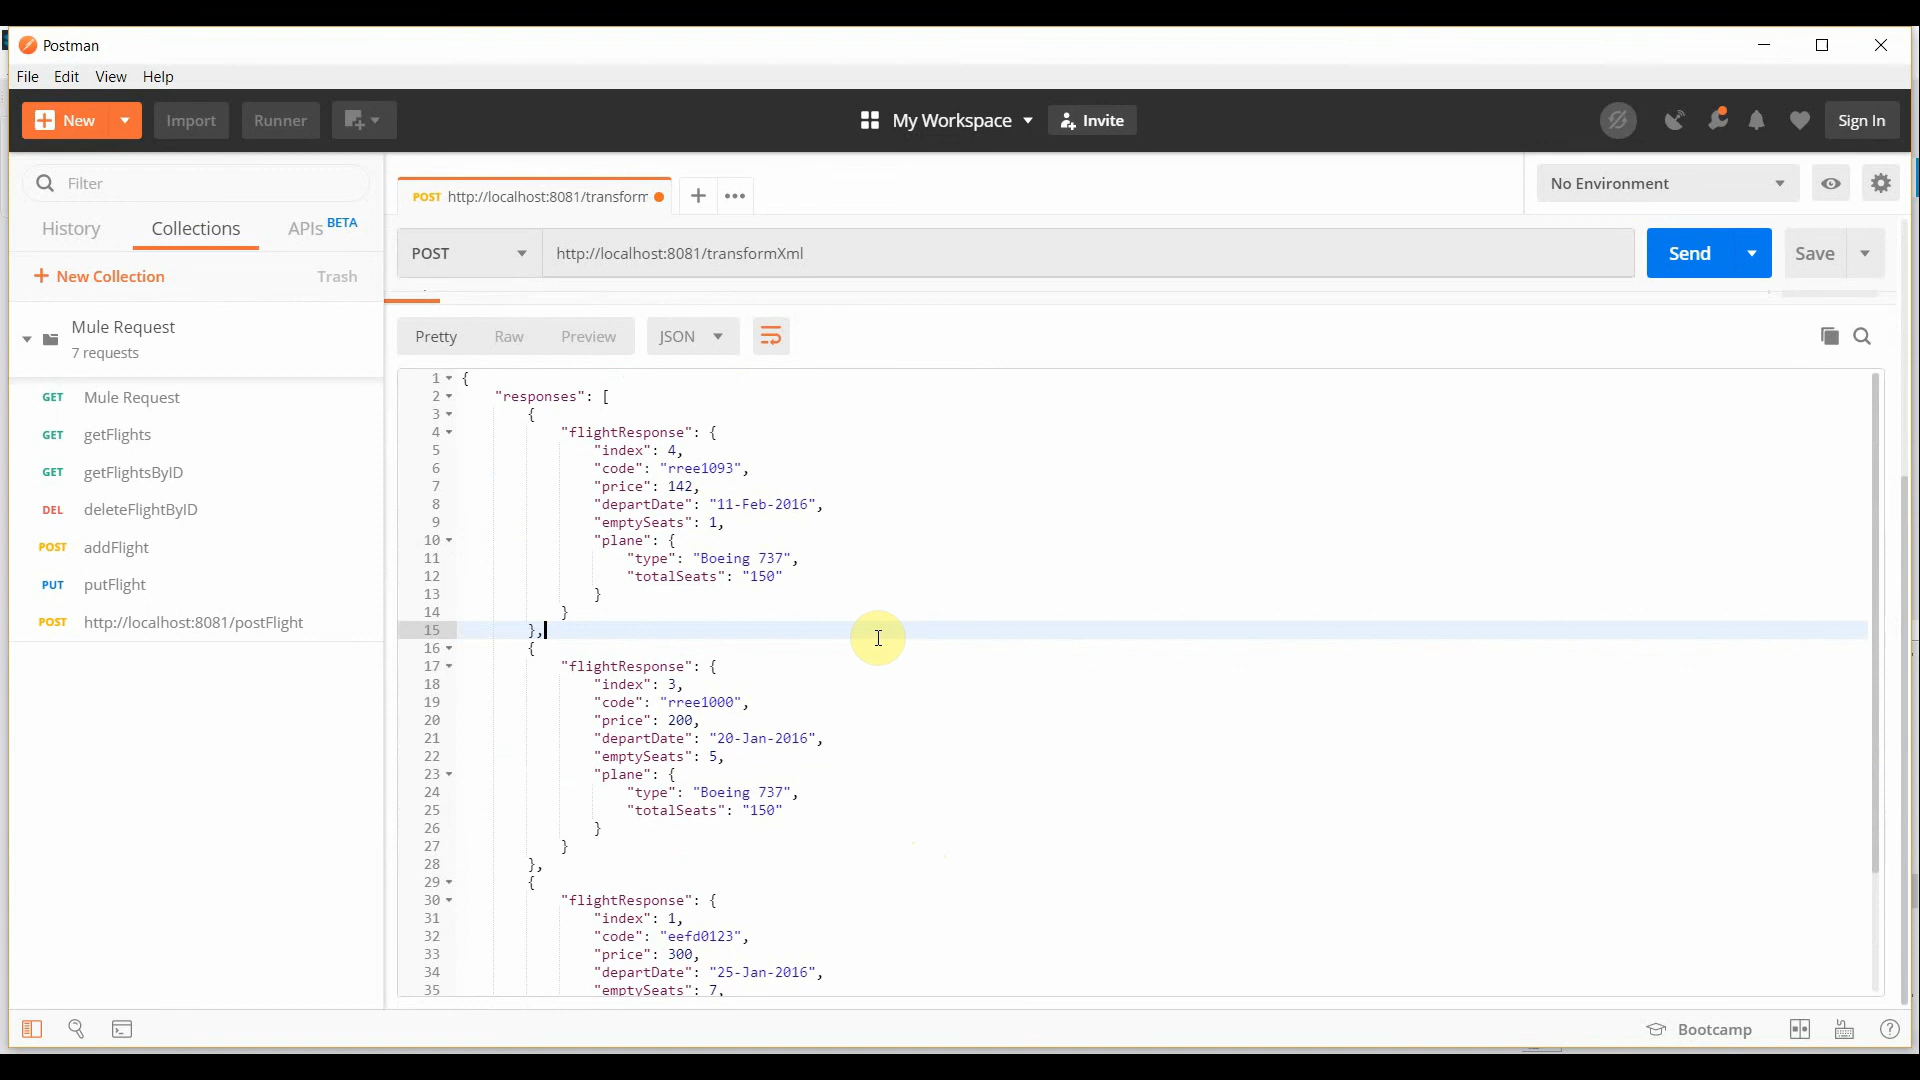 Postman
File Edit View Help
New Import Runner My Workspace Invite Sign In
Filter
History Collections APIs BETA
New Collection Trash
Mule Request
7 requests
GET Mule Request
GET getFlights
GET getFlightsByID
DEL deleteFlightByID
POST addFlight
PUT putFlight
POST http://localhost:8081/postFlight
POST http://localhost:8081/transform
No Environment
POST http://localhost:8081/transformXml Send Save
Pretty Raw Preview JSON
1 {
2 "responses": [
3 {
4 "flightResponse": {
5 "index": 4,
6 "code": "rree1093",
7 "price": 142,
8 "departDate": "11-Feb-2016",
9 "emptySeats": 1,
10 "plane": {
11 "type": "Boeing 737",
12 "totalSeats": "150"
13 }
14 }
15 },
16 {
17 "flightResponse": {
18 "index": 3,
19 "code": "rree1000",
20 "price": 200,
21 "departDate": "20-Jan-2016",
22 "emptySeats": 5,
23 "plane": {
24 "type": "Boeing 737",
25 "totalSeats": "150"
26 }
27 }
28 },
29 {
30 "flightResponse": {
31 "index": 1,
32 "code": "eefd0123",
33 "price": 300,
34 "departDate": "25-Jan-2016",
35 "emptySeats": 7,
Bootcamp